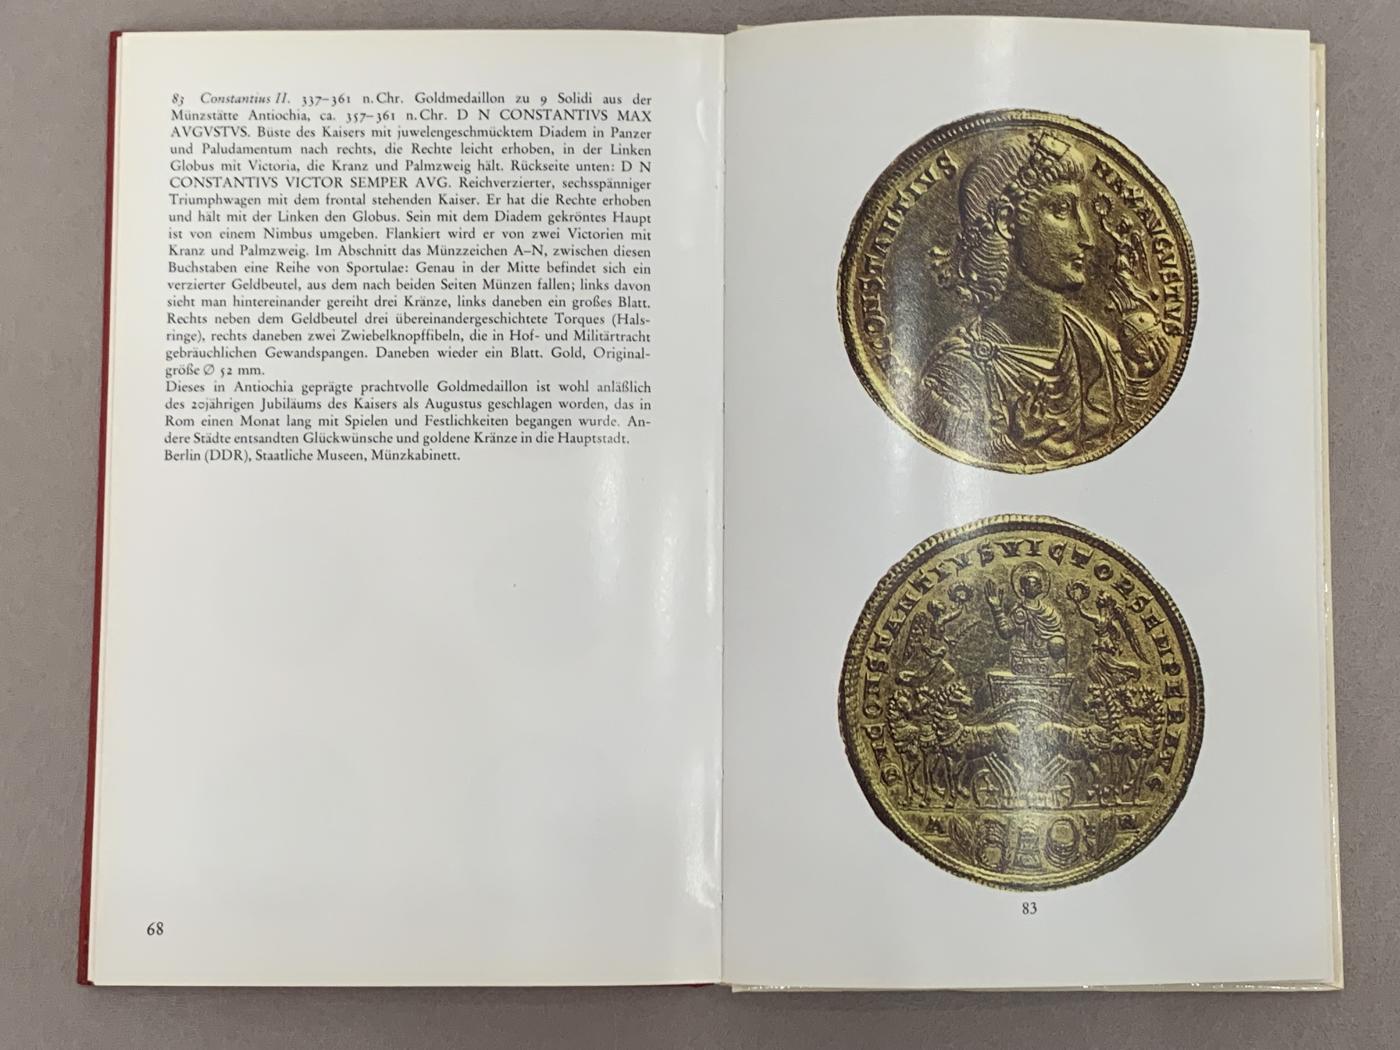 83 Constantius II. 337–361 n. Chr. Goldmedaillon zu 9 Solidi aus der
Münzstätte Antiochia, ca. 357–361 n. Chr. D N CONSTANTIVS MAX
AVGVSTVS. Büste des Kaisers mit juwelengeschmücktem Diadem in Panzer
und Paludamentum nach rechts, die Rechte leicht erhoben, in der Linken
Globus mit Victoria, die Kranz und Palmzweig hält. Rückseite unten: D N
CONSTANTIVS VICTOR SEMPER AVG. Reichverzierter, sechsspänniger
Triumphwagen mit dem frontal stehenden Kaiser. Er hat die Rechte erhoben
und hält mit der Linken den Globus. Sein mit dem Diadem gekröntes Haupt
ist von einem Nimbus umgeben. Flankiert wird er von zwei Victorien mit
Kranz und Palmzweig. Im Abschnitt das Münzzeichen A–N, zwischen diesen
Buchstaben eine Reihe von Sportulae: Genau in der Mitte befindet sich ein
verzierter Geldbeutel, aus dem nach beiden Seiten Münzen fallen; links davon
sieht man hintereinander gereiht drei Kränze, links daneben ein großes Blatt.
Rechts neben dem Geldbeutel drei übereinandergeschichtete Torques (Hals-
ringe), rechts daneben zwei Zwiebelknopffibeln, die in Hof- und Militärtracht
gebräuchlichen Gewandspangen. Daneben wieder ein Blatt. Gold, Original-
größe Ø 52 mm.
Dieses in Antiochia geprägte prachtvolle Goldmedaillon ist wohl anläßlich
des 20jährigen Jubiläums des Kaisers als Augustus geschlagen worden, das in
Rom einen Monat lang mit Spielen und Festlichkeiten begangen wurde. An-
dere Städte entsandten Glückwünsche und goldene Kränze in die Hauptstadt.
Berlin (DDR), Staatliche Museen, Münzkabinett.
68
CONSTANTIVS MAX AVGVSTVS
D N CONSTANTIVS VICTOR SEMPER AVG
A N
83